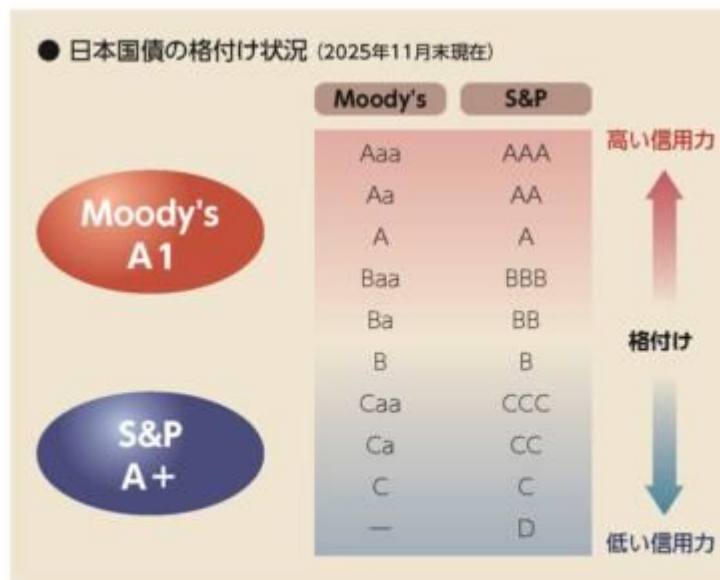 ● 日本国債の格付け状況（2025年11月末現在）
Moody's S&P
Moody's
A1
S&P
A+
Aaa AAA
Aa AA
A A
Baa BBB
Ba BB
B B
Caa CCC
Ca CC
C C
— D
高い信用力
格付け
低い信用力